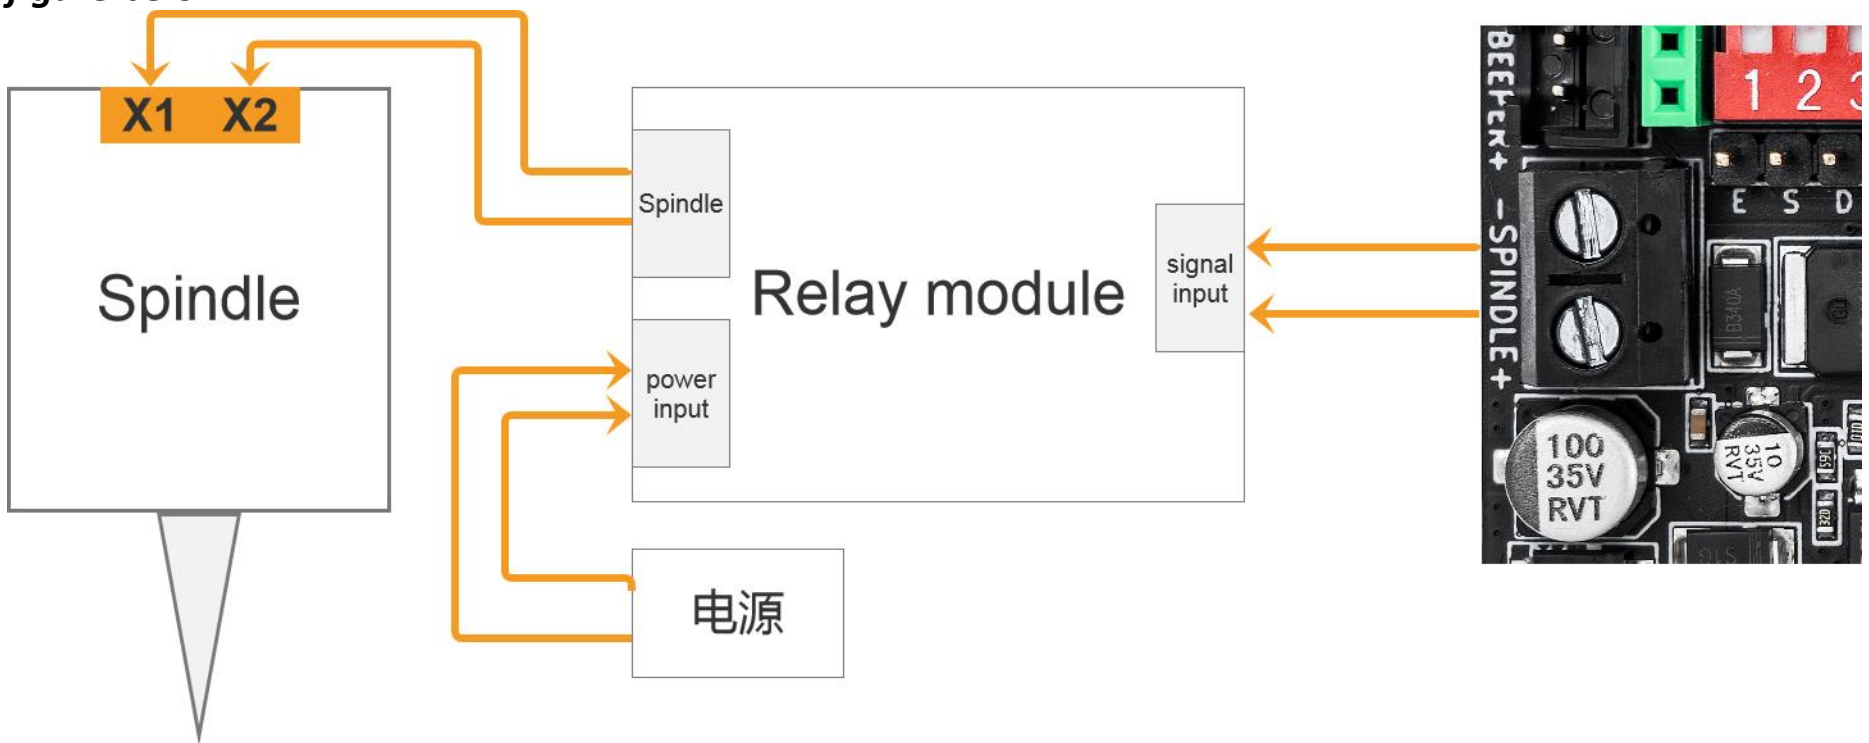 X1 X2
Spindle
Spindle
power
input
Relay module
signal
input
电源
BEEPER+
-SPINDLE+
1 2 3
E S D
B340A
100
35V
RVT
10
35V
RVT